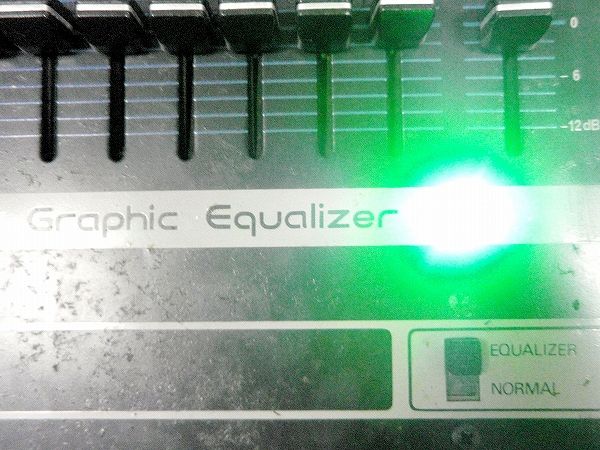 0
6
12dB
Graphic Equalizer
EQUALIZER
NORMAL